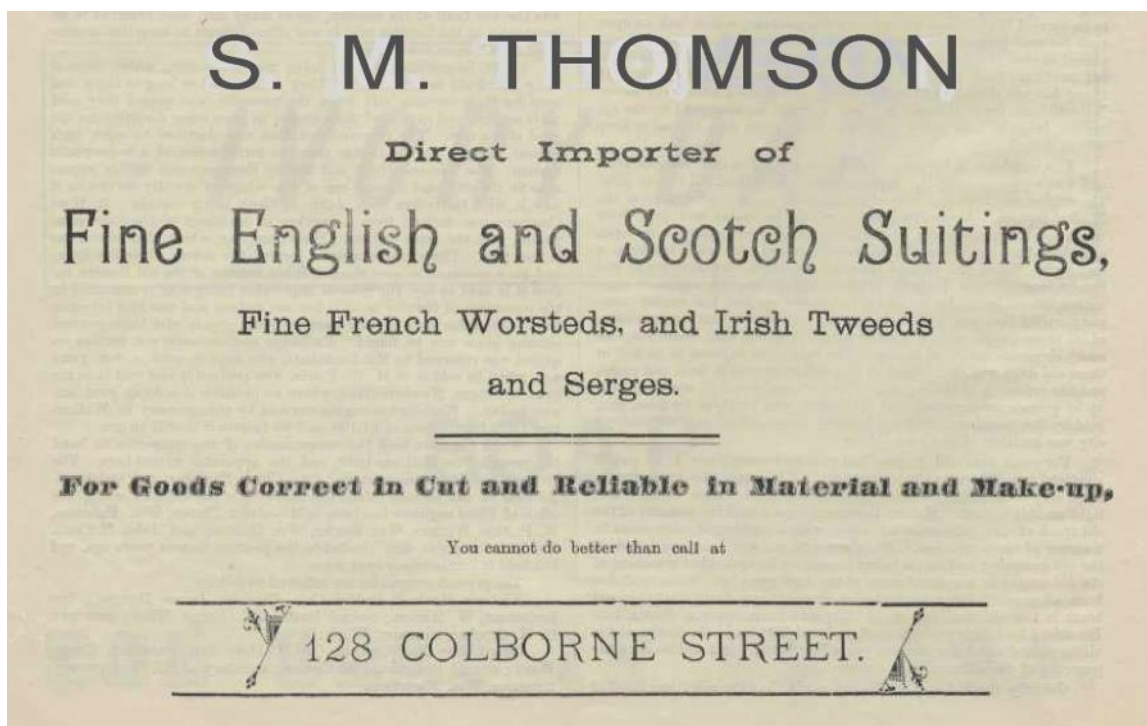 S. M. THOMSON
Direct Importer of
Fine English and Scotch Suitings,
Fine French Worsteds, and Irish Tweeds
and Serges.
For Goods Correct in Cut and Reliable in Material and Make-up,
You cannot do better than call at
128 COLBORNE STREET.